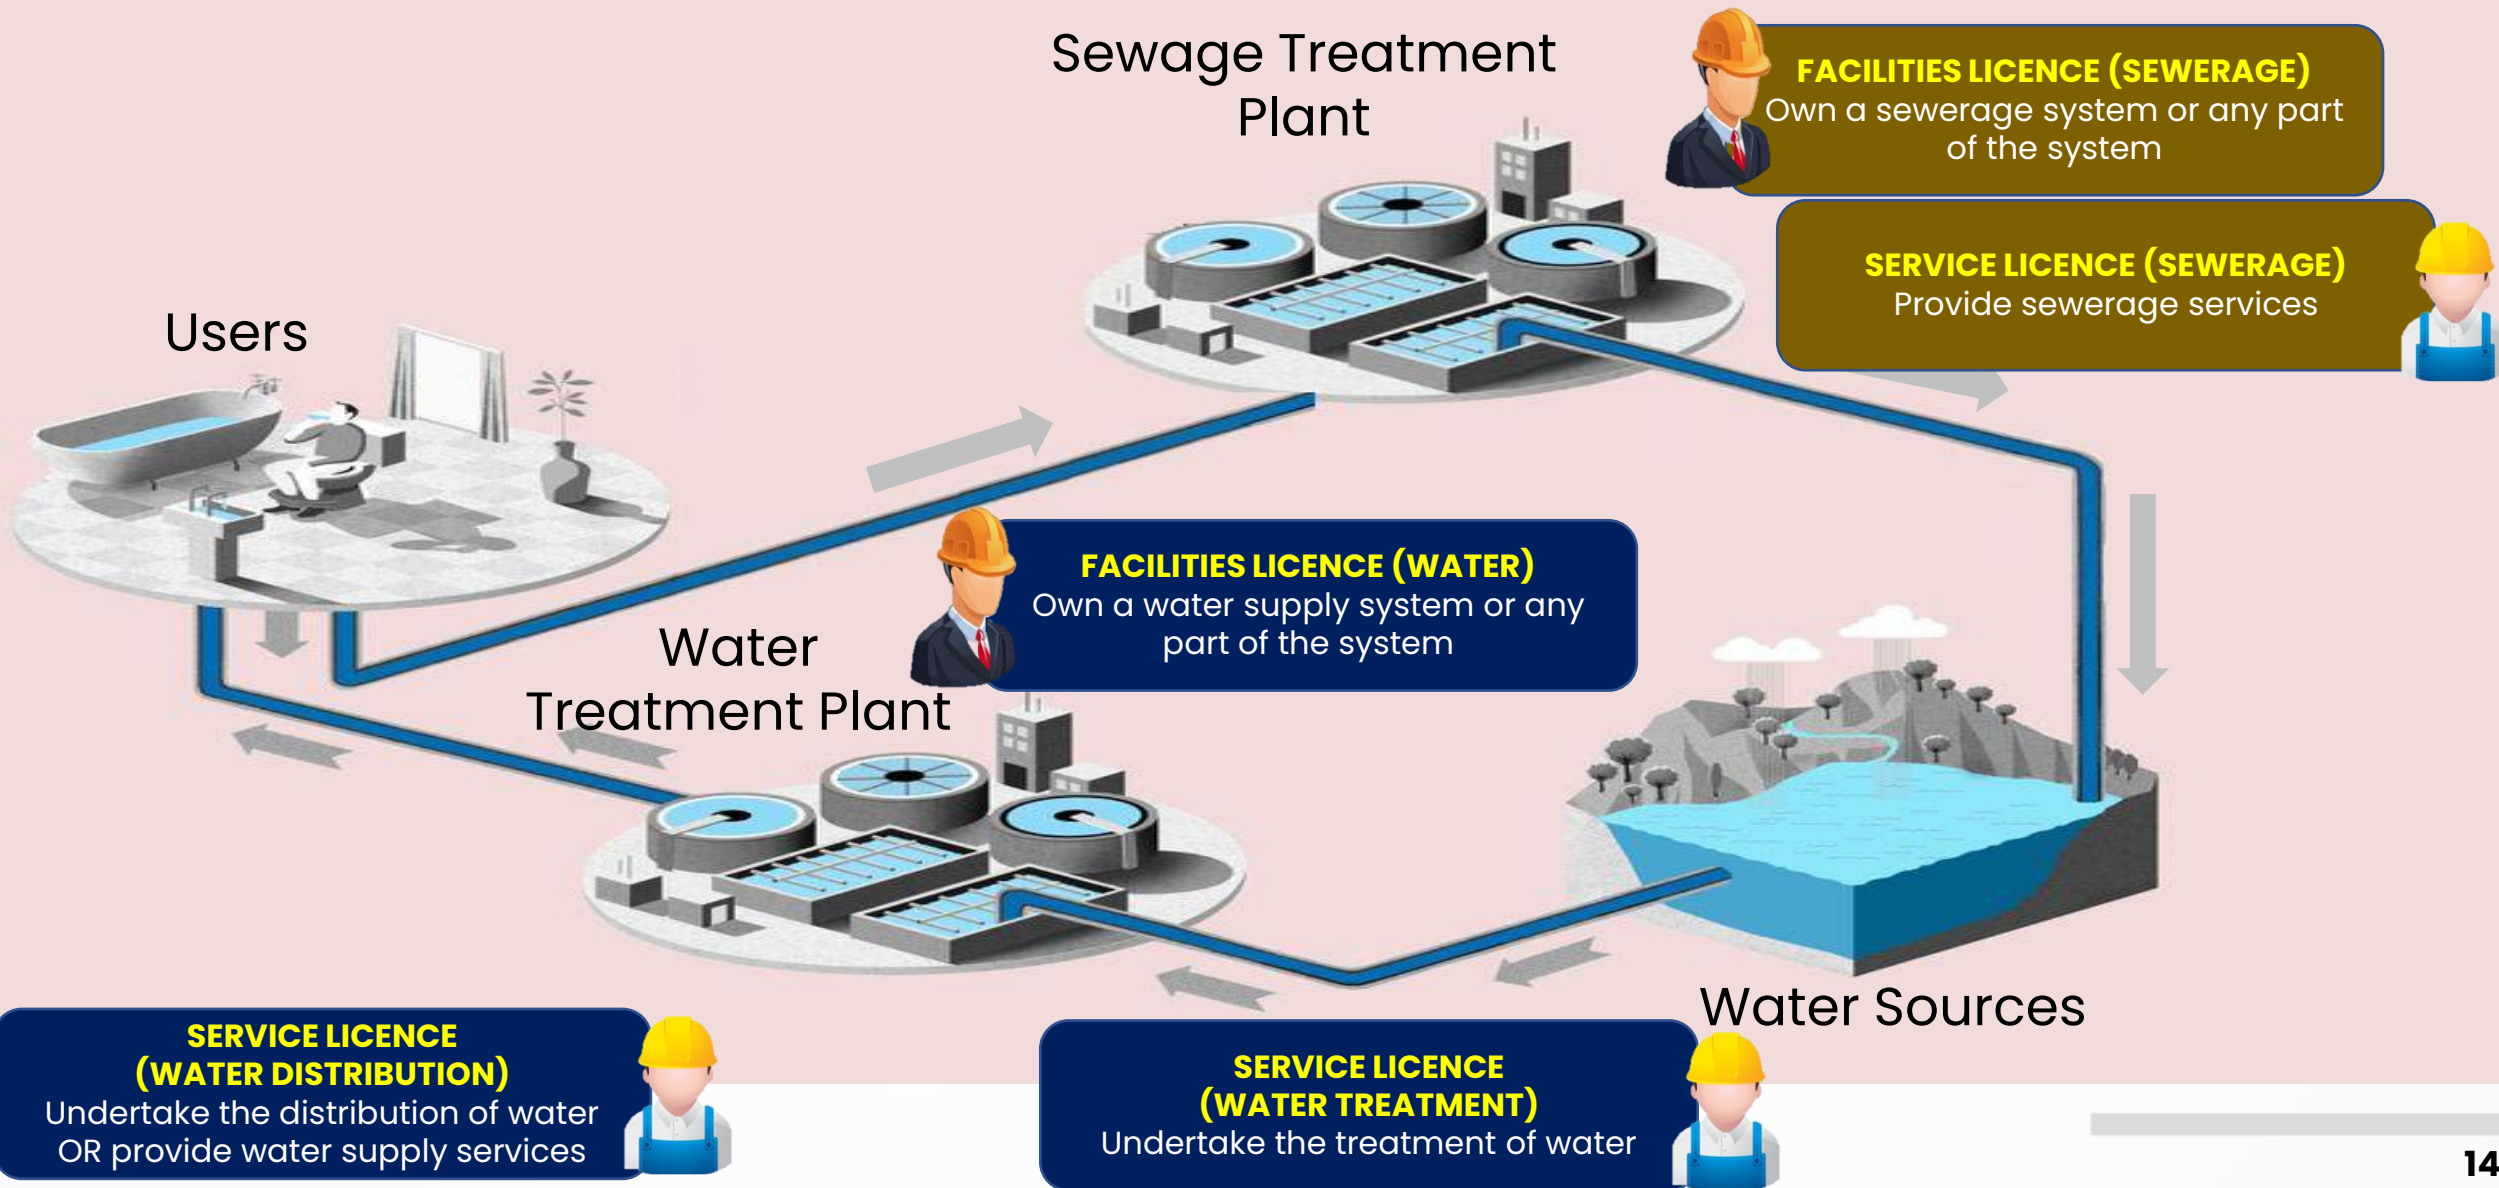 Sewage Treatment
Plant
FACILITIES LICENCE (SEWERAGE)
Own a sewerage system or any part
of the system
SERVICE LICENCE (SEWERAGE)
Provide sewerage services
Users
FACILITIES LICENCE (WATER)
Own a water supply system or any
part of the system
Water
Treatment Plant
Water Sources
SERVICE LICENCE
(WATER DISTRIBUTION)
Undertake the distribution of water
OR provide water supply services
SERVICE LICENCE
(WATER TREATMENT)
Undertake the treatment of water
14